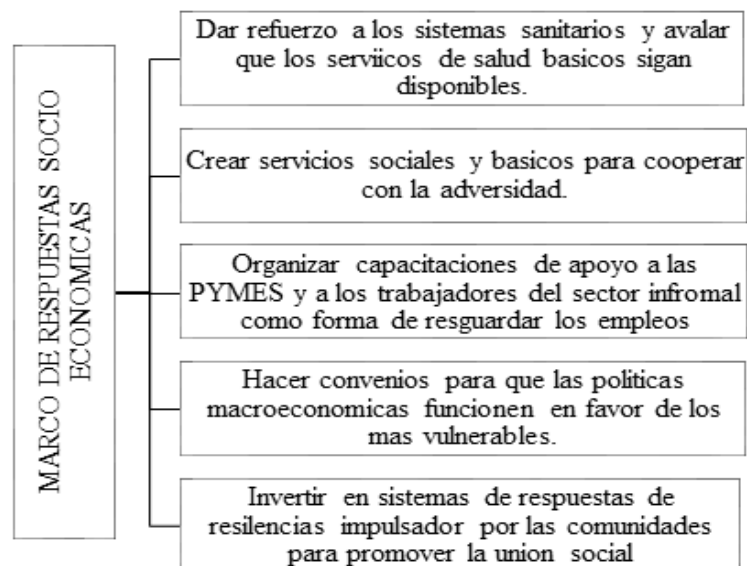 MARCO DE RESPUESTAS SOCIO
ECONOMICAS
Dar refuerzo a los sistemas sanitarios y avalar
que los serviicos de salud basicos sigan
disponibles.
Crear servicios sociales y basicos para cooperar
con la adversidad.
Organizar capacitaciones de apoyo a las
PYMES y a los trabajadores del sector infromal
como forma de resguardar los empleos
Hacer convenios para que las politicas
macroeconomicas funcionen en favor de los
mas vulnerables.
Invertir en sistemas de respuestas de
resilencias impulsador por las comunidades
para promover la union social